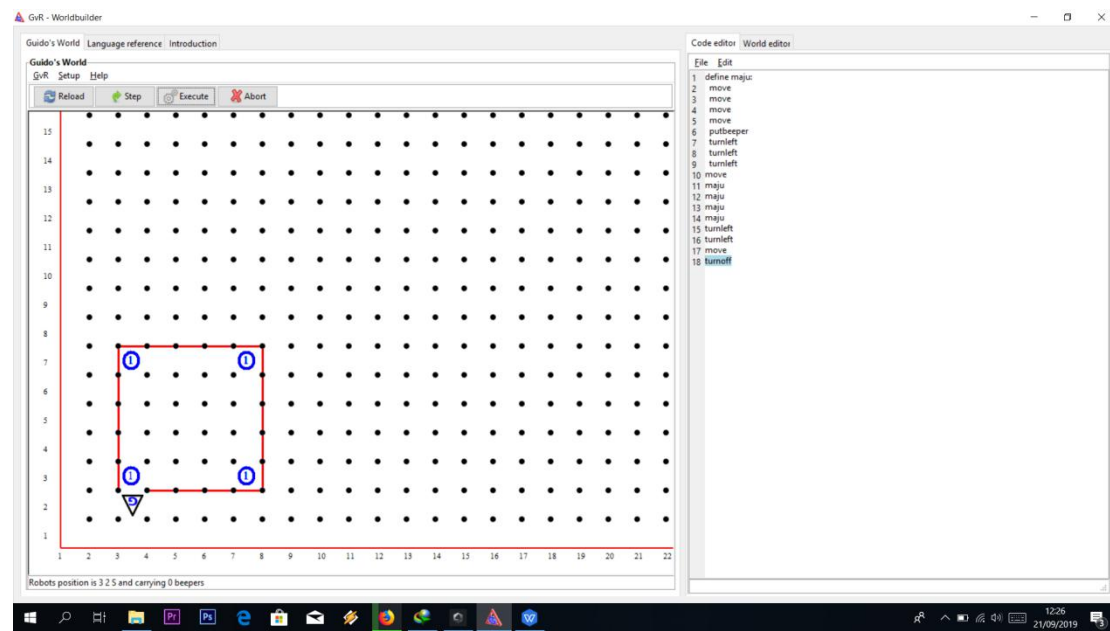 GvR - Worldbuilder
Guido's World Language reference Introduction
Guido's World
GvR Setup Help
Reload Step Execute Abort
15
14
13
12
11
10
9
8
7
6
5
4
3
2
1
1 1
1 1
G
1 2 3 4 5 6 7 8 9 10 11 12 13 14 15 16 17 18 19 20 21 22
Robots position is 3 2 S and carrying 0 beepers
Code editor World editor
File Edit
1 define maju:
2 move
3 move
4 move
5 move
6 putbeeper
7 turnleft
8 turnleft
9 turnleft
10 move
11 maju
12 maju
13 maju
14 maju
15 turnleft
16 turnleft
17 move
18 turnoff
Pr Ps W
12:26
21/09/2019
3